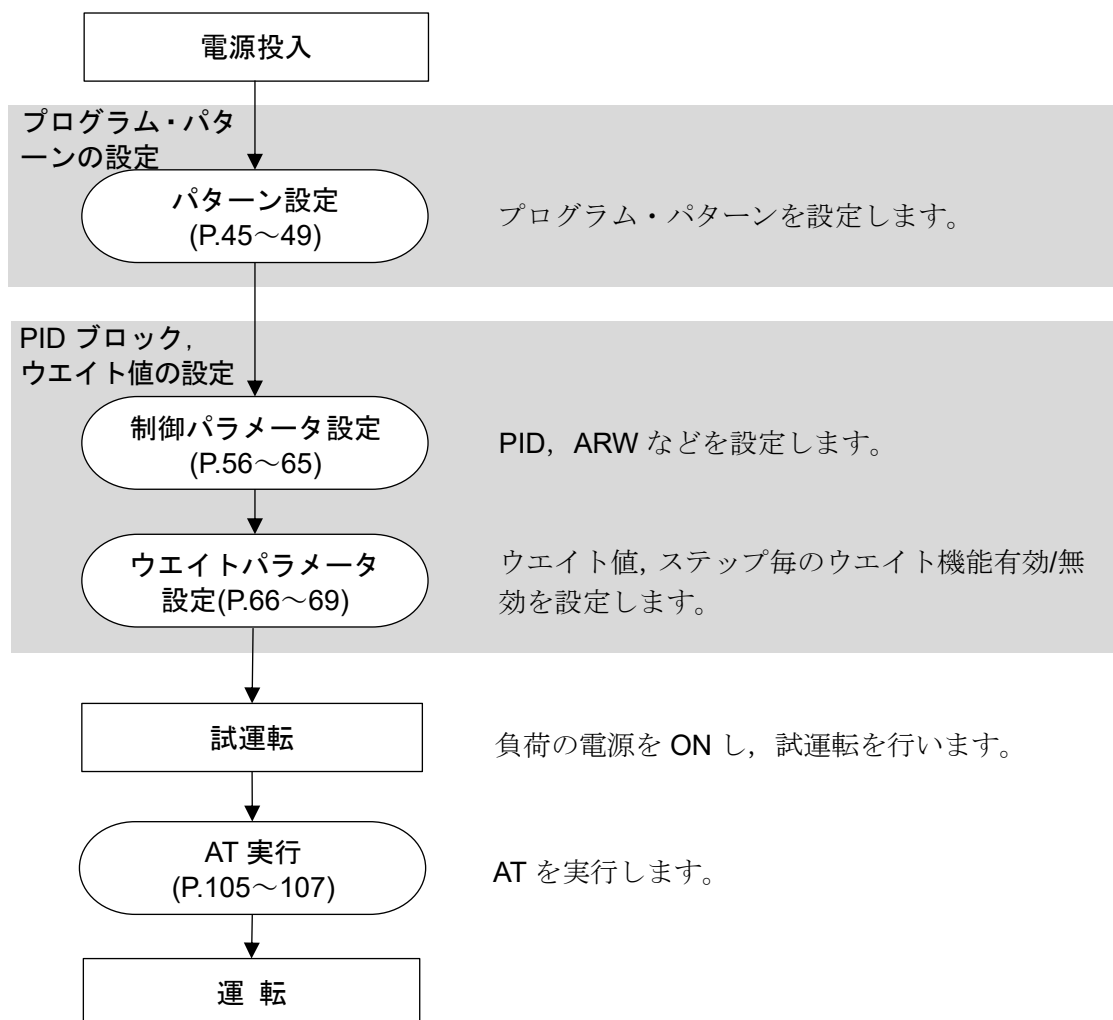 電源投入
プログラム・パタ
ーンの設定
パターン設定
(P.45～49)
プログラム・パターンを設定します。
PID ブロック,
ウエイト値の設定
制御パラメータ設定
(P.56～65)
PID，ARW などを設定します。
ウエイトパラメータ
設定(P.66～69)
ウエイト値, ステップ毎のウエイト機能有効/無
効を設定します。
試運転
負荷の電源を ON し，試運転を行います。
AT 実行
(P.105～107)
AT を実行します。
運 転